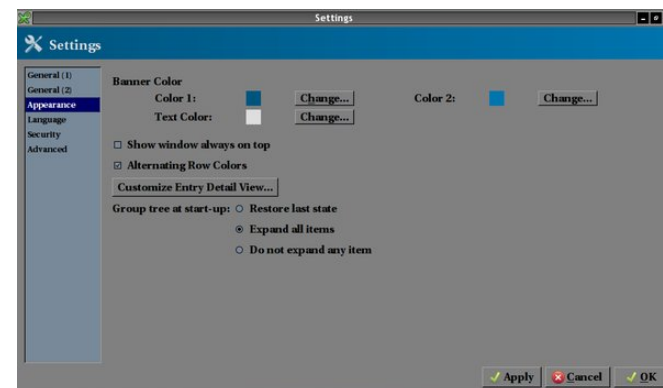 Settings
Settings
General (1)
General (2)
Appearance
Language
Security
Advanced
Banner Color
Color 1: Change... Color 2: Change...
Text Color: Change...
Show window always on top
Alternating Row Colors
Customize Entry Detail View...
Group tree at start-up: Restore last state
Expand all items
Do not expand any item
Apply Cancel OK